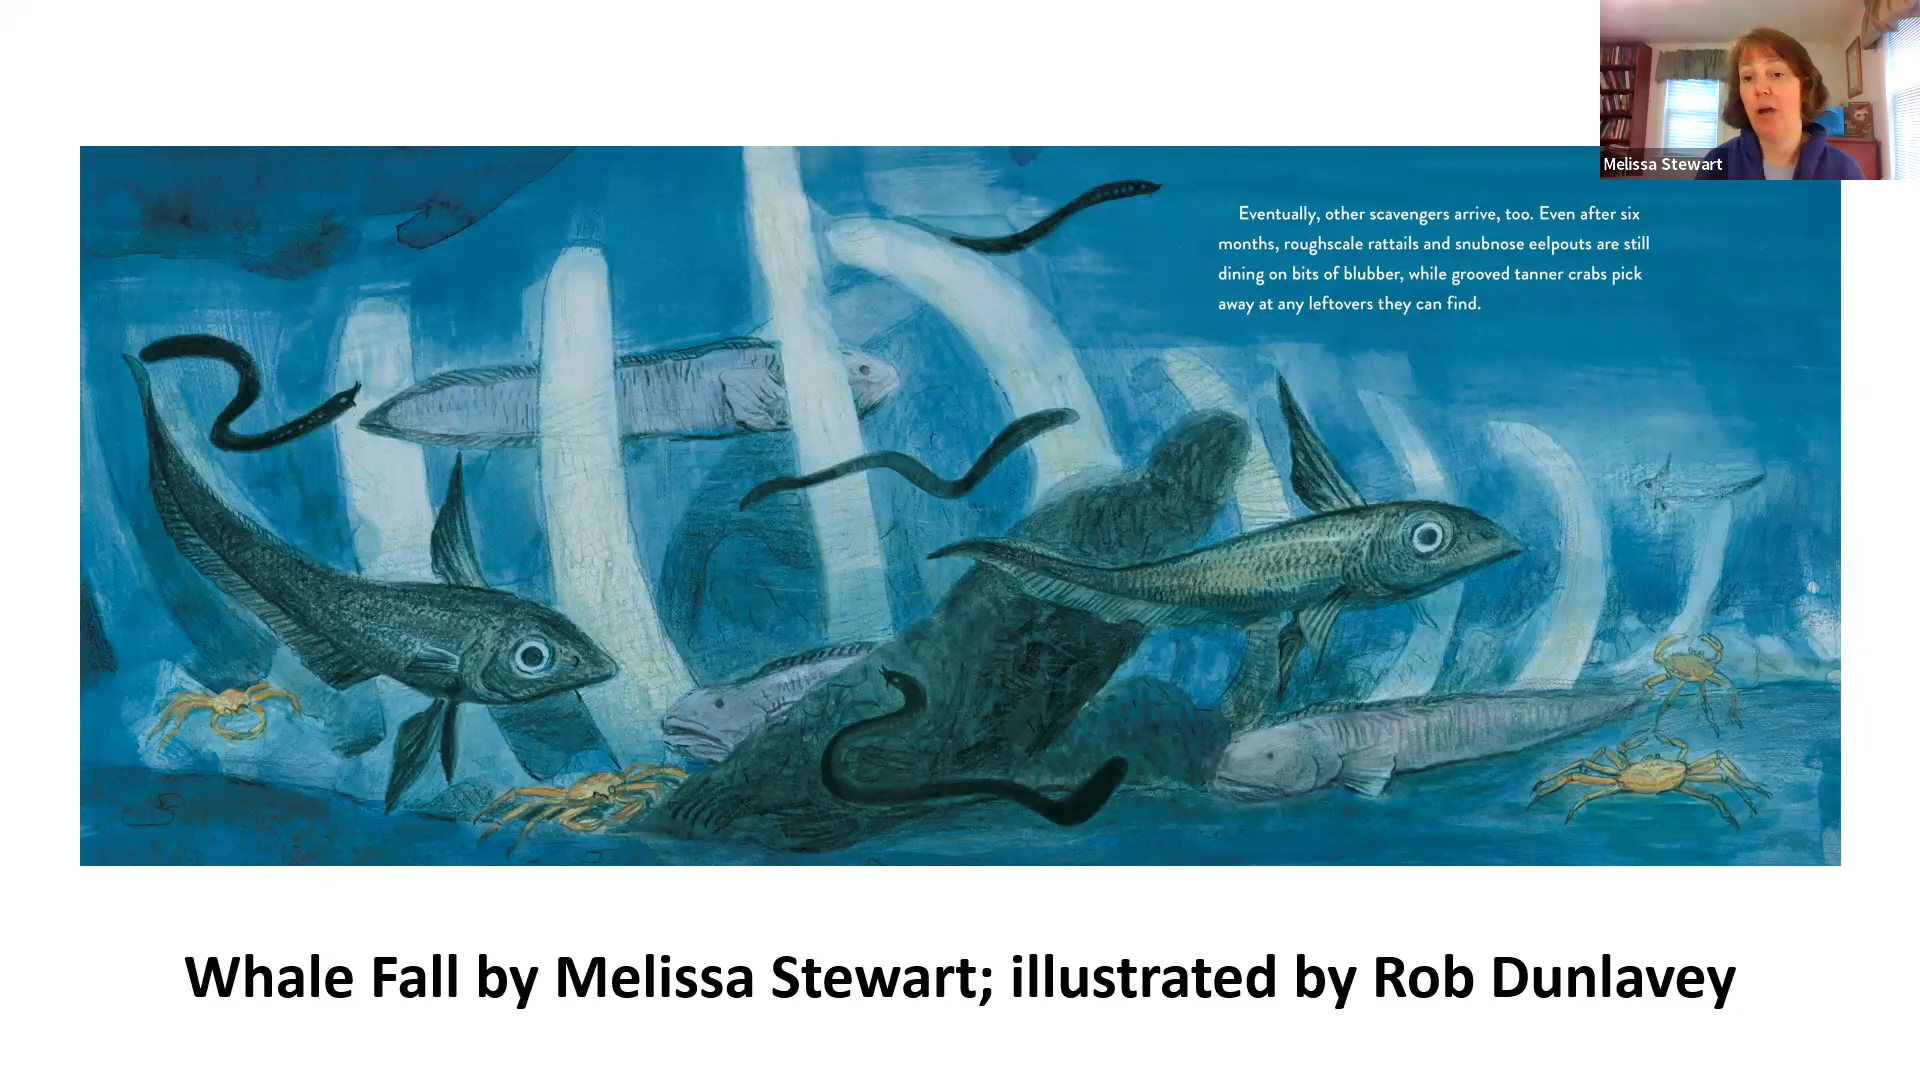 Melissa Stewart
Eventually, other scavengers arrive, too. Even after six
months, roughscale rattails and snubnose eelpouts are still
dining on bits of blubber, while grooved tanner crabs pick
away at any leftovers they can find.
Whale Fall by Melissa Stewart; illustrated by Rob Dunlavey